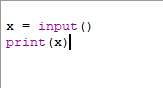 x = input()
print(x)